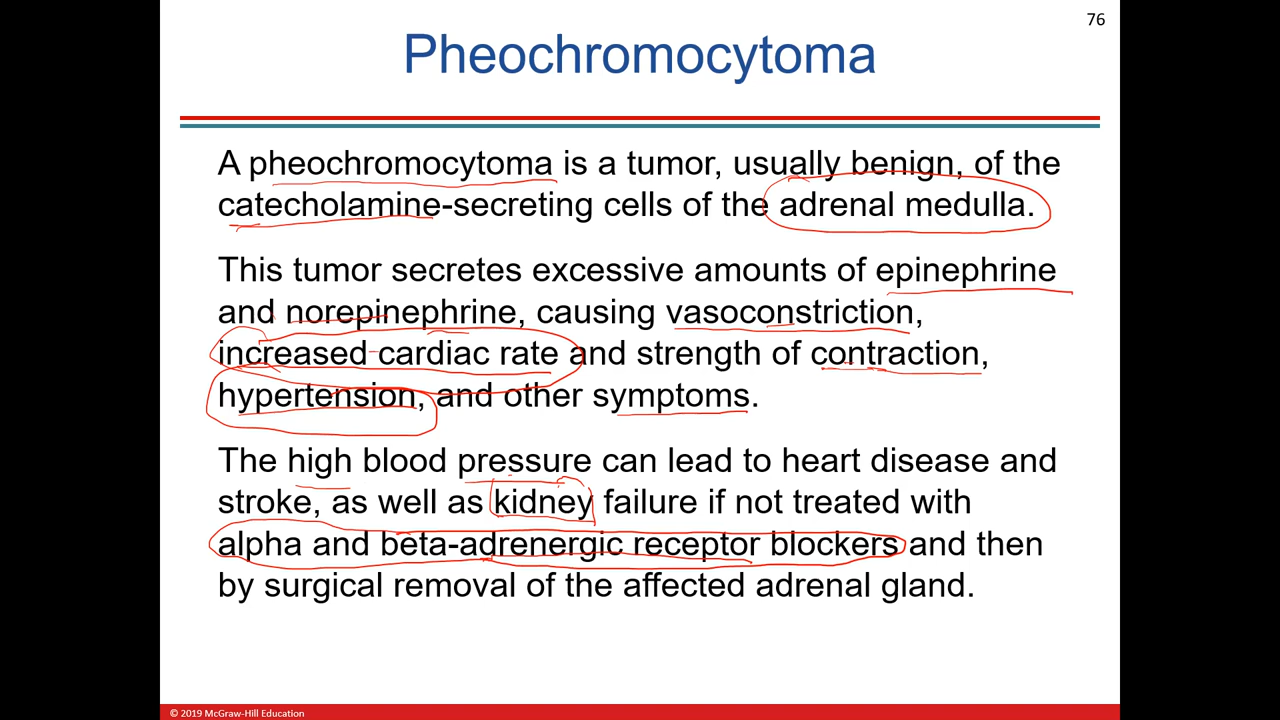 76
Pheochromocytoma
A pheochromocytoma is a tumor, usually benign, of the
catecholamine-secreting cells of the adrenal medulla.
This tumor secretes excessive amounts of epinephrine
and norepinephrine, causing vasoconstriction,
increased cardiac rate and strength of contraction,
hypertension, and other symptoms.
The high blood pressure can lead to heart disease and
stroke, as well as kidney failure if not treated with
alpha and beta-adrenergic receptor blockers and then
by surgical removal of the affected adrenal gland.
© 2019 McGraw-Hill Education